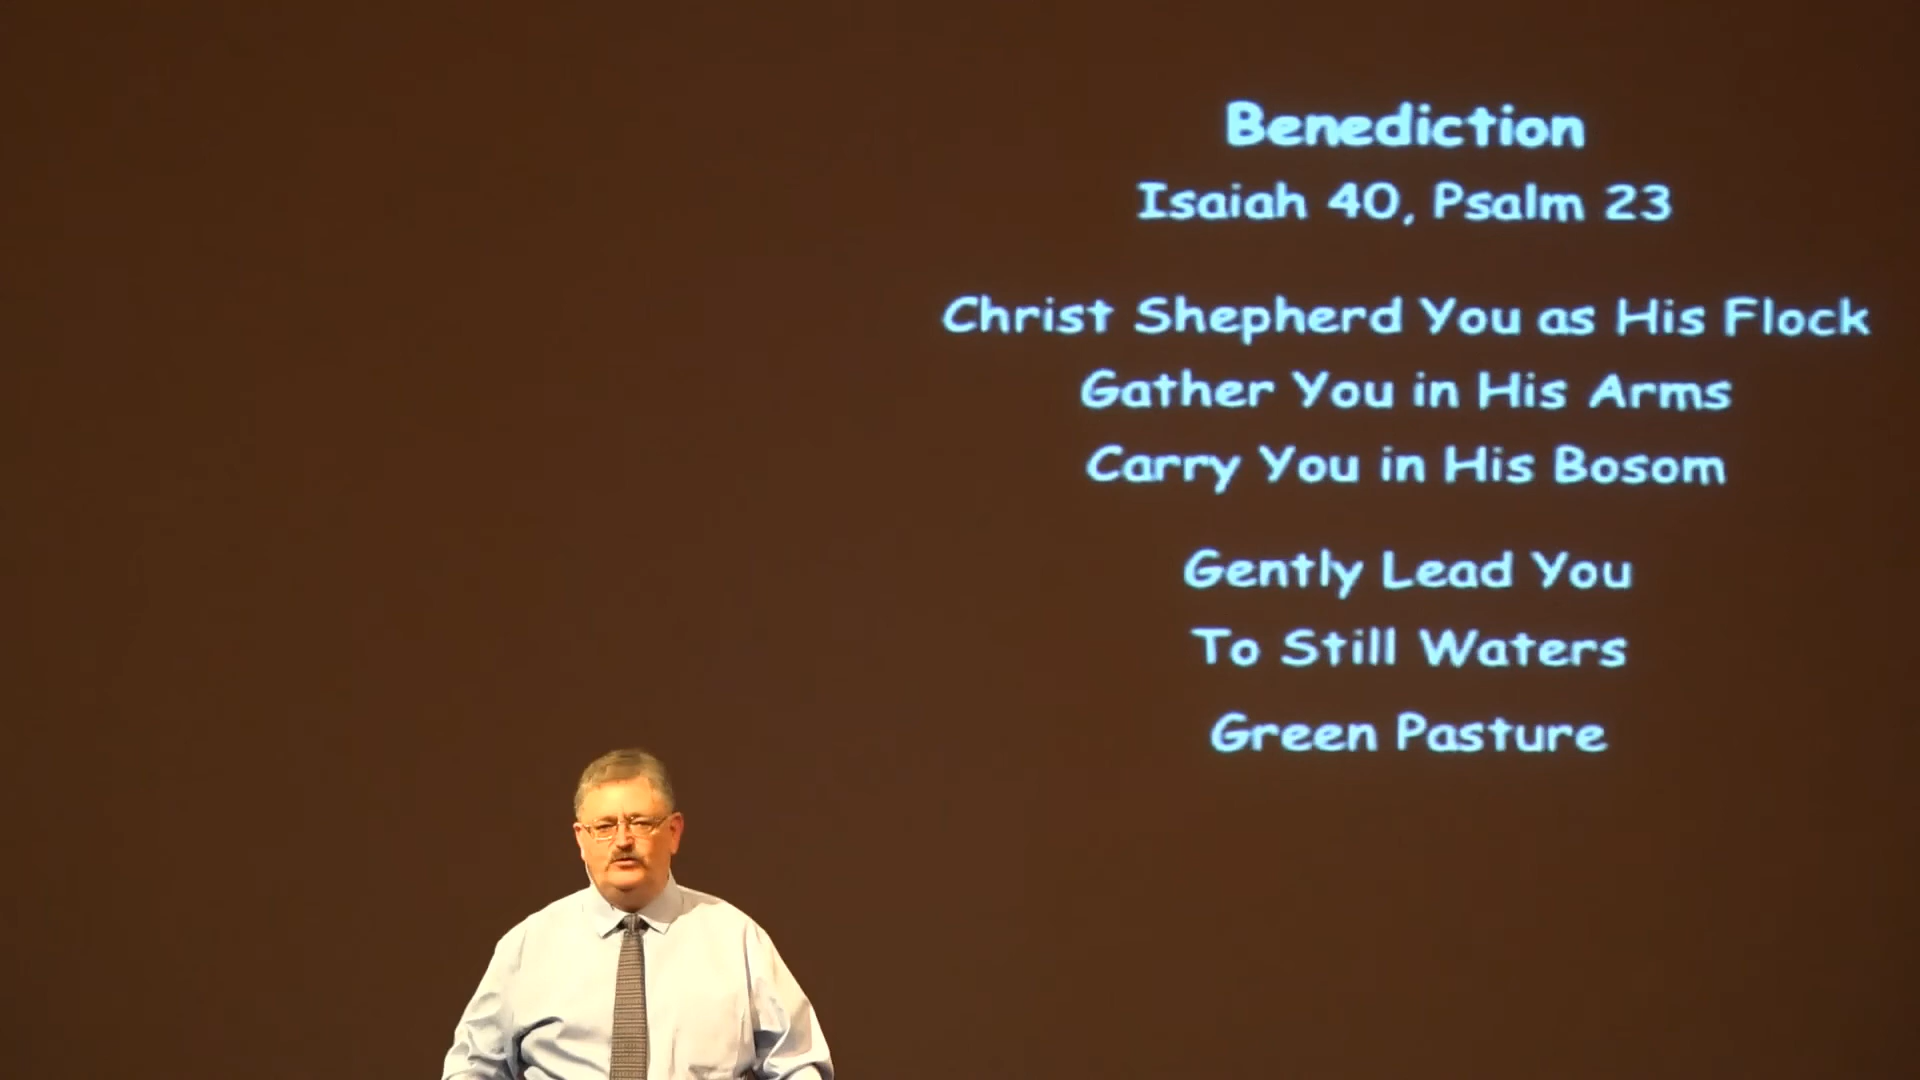 Benediction
Isaiah 40, Psalm 23
Christ Shepherd You as His Flock
Gather You in His Arms
Carry You in His Bosom
Gently Lead You
To Still Waters
Green Pasture